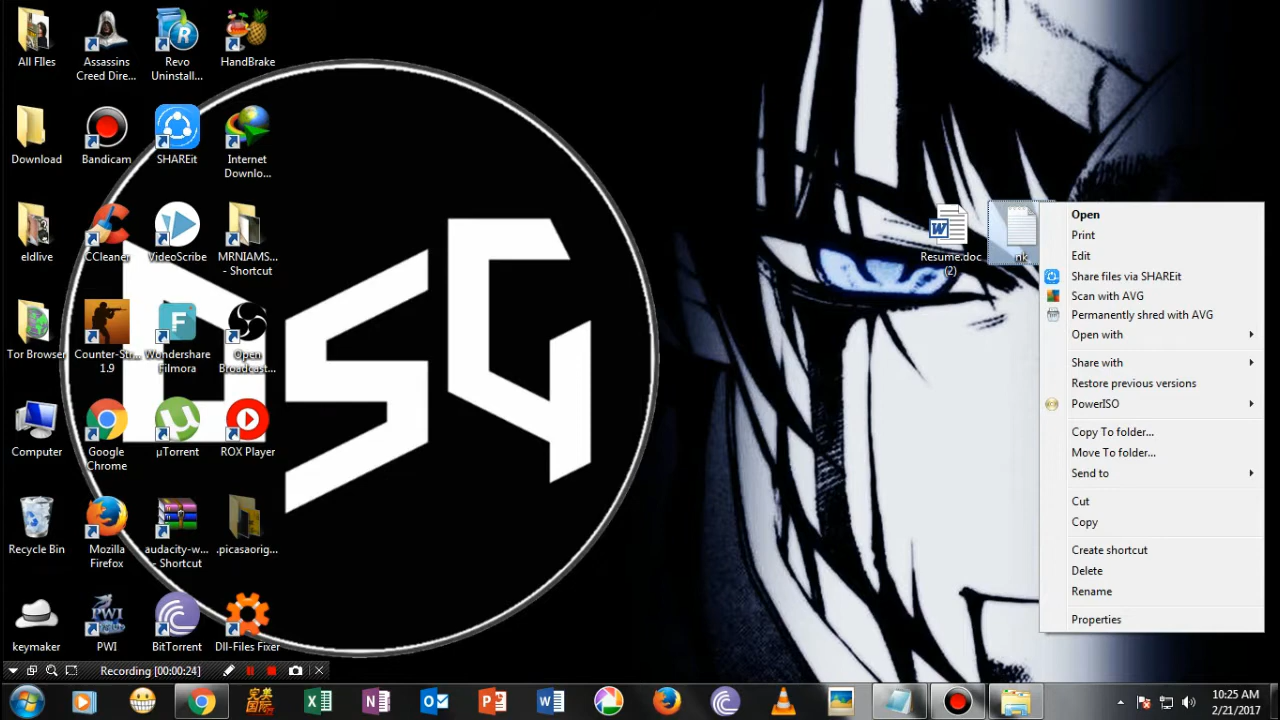 All FIles
Assassins
Creed Dire...
Revo
Uninstall...
HandBrake
Download
Bandicam
SHAREit
Internet
Downlo...
eldlive
CCleaner
VideoScribe
MRNIAMS...
- Shortcut
Tor Browser
Counter-Str...
1.9
Wondershare
Filmora
Open
Broadcast...
Computer
Google
Chrome
µTorrent
ROX Player
Recycle Bin
Mozilla
Firefox
audacity-w...
- Shortcut
.picasaorig...
keymaker
PWI
BitTorrent
Dll-Files Fixer
Resume.doc
(2)
nk
Open
Print
Edit
Share files via SHAREit
Scan with AVG
Permanently shred with AVG
Open with
Share with
Restore previous versions
PowerISO
Copy To folder...
Move To folder...
Send to
Cut
Copy
Create shortcut
Delete
Rename
Properties
Recording [00:00:24]
10:25 AM
2/21/2017